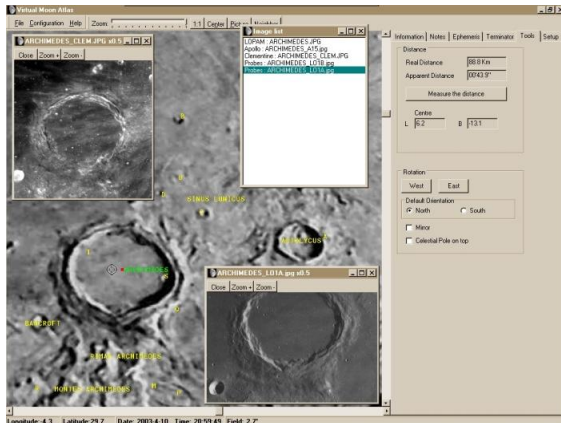 Virtual Moon Atlas
File Configuration Help Zoom: 1:1 Center
Image list
LOPAM : ARCHIMEDES.JPG
Apollo : ARCHIMEDES_A15.jpg
Clementine : ARCHIMEDES_CLEM.JPG
Probes : ARCHIMEDES_LO1B.jpg
Probes : ARCHIMEDES_LO1A.jpg
ARCHIMEDES_CLEM.JPG x0.5
Close Zoom + Zoom -
SINUS LUNICUS
BANCROFT
RIMAE ARCHIMEDES
MONTES ARCHIMEDES
ARCHIMEDES_LO1A.jpg x0.5
Close Zoom + Zoom -
Information Notes Ephemeris Terminator Tools Setup
Distance
Real Distance 88.8 Km
Apparent Distance 00'43.9"
Measure the distance
Centre
L 6.2 B -13.1
Rotation
West East
Default Orientation
North South
Mirror
Celestial Pole on top
Longitude:-4.3 Latitude:29.7 Date: 2003-4-10 Time: 20:59:49 Field: 2.7°